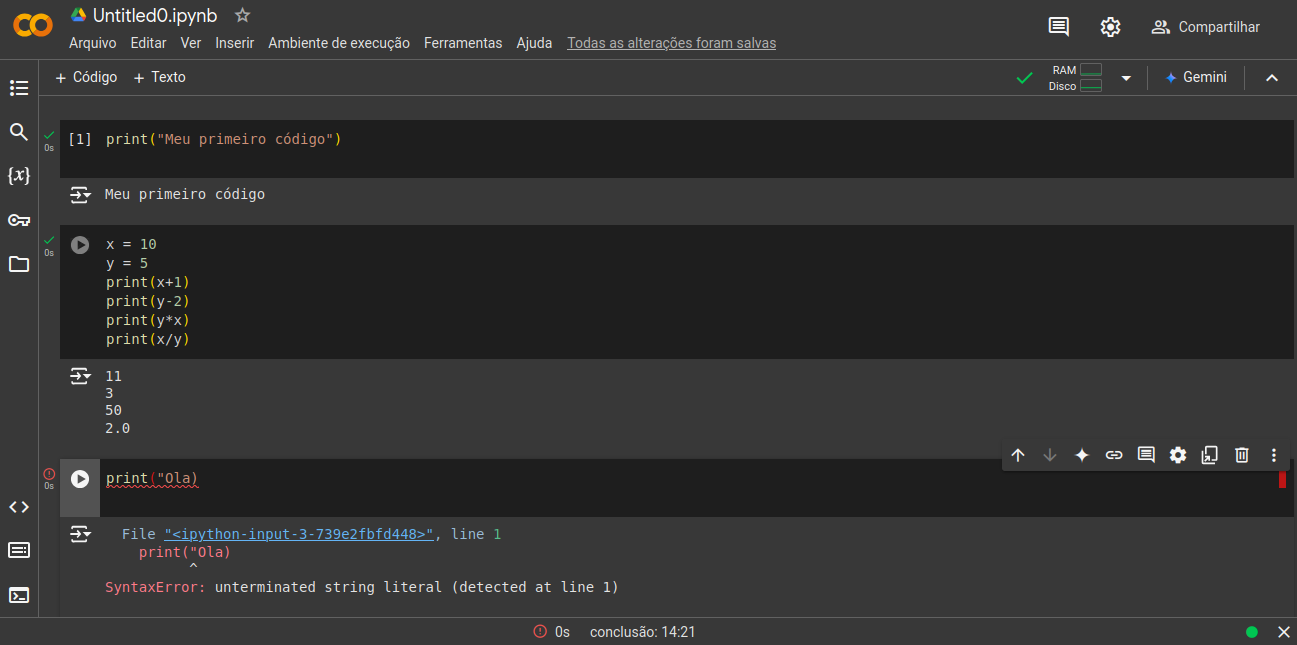 Untitled0.ipynb
Arquivo Editar Ver Inserir Ambiente de execução Ferramentas Ajuda Todas as alterações foram salvas
Compartilhar
+ Código + Texto
RAM
Disco
Gemini
[1] print("Meu primeiro código")
0s
Meu primeiro código
0s
x = 10
y = 5
print(x+1)
print(y-2)
print(y*x)
print(x/y)
11
3
50
2.0
0s
print("Ola)
File "<ipython-input-3-739e2fbfd448>", line 1
print("Ola)
^
SyntaxError: unterminated string literal (detected at line 1)
0s conclusão: 14:21